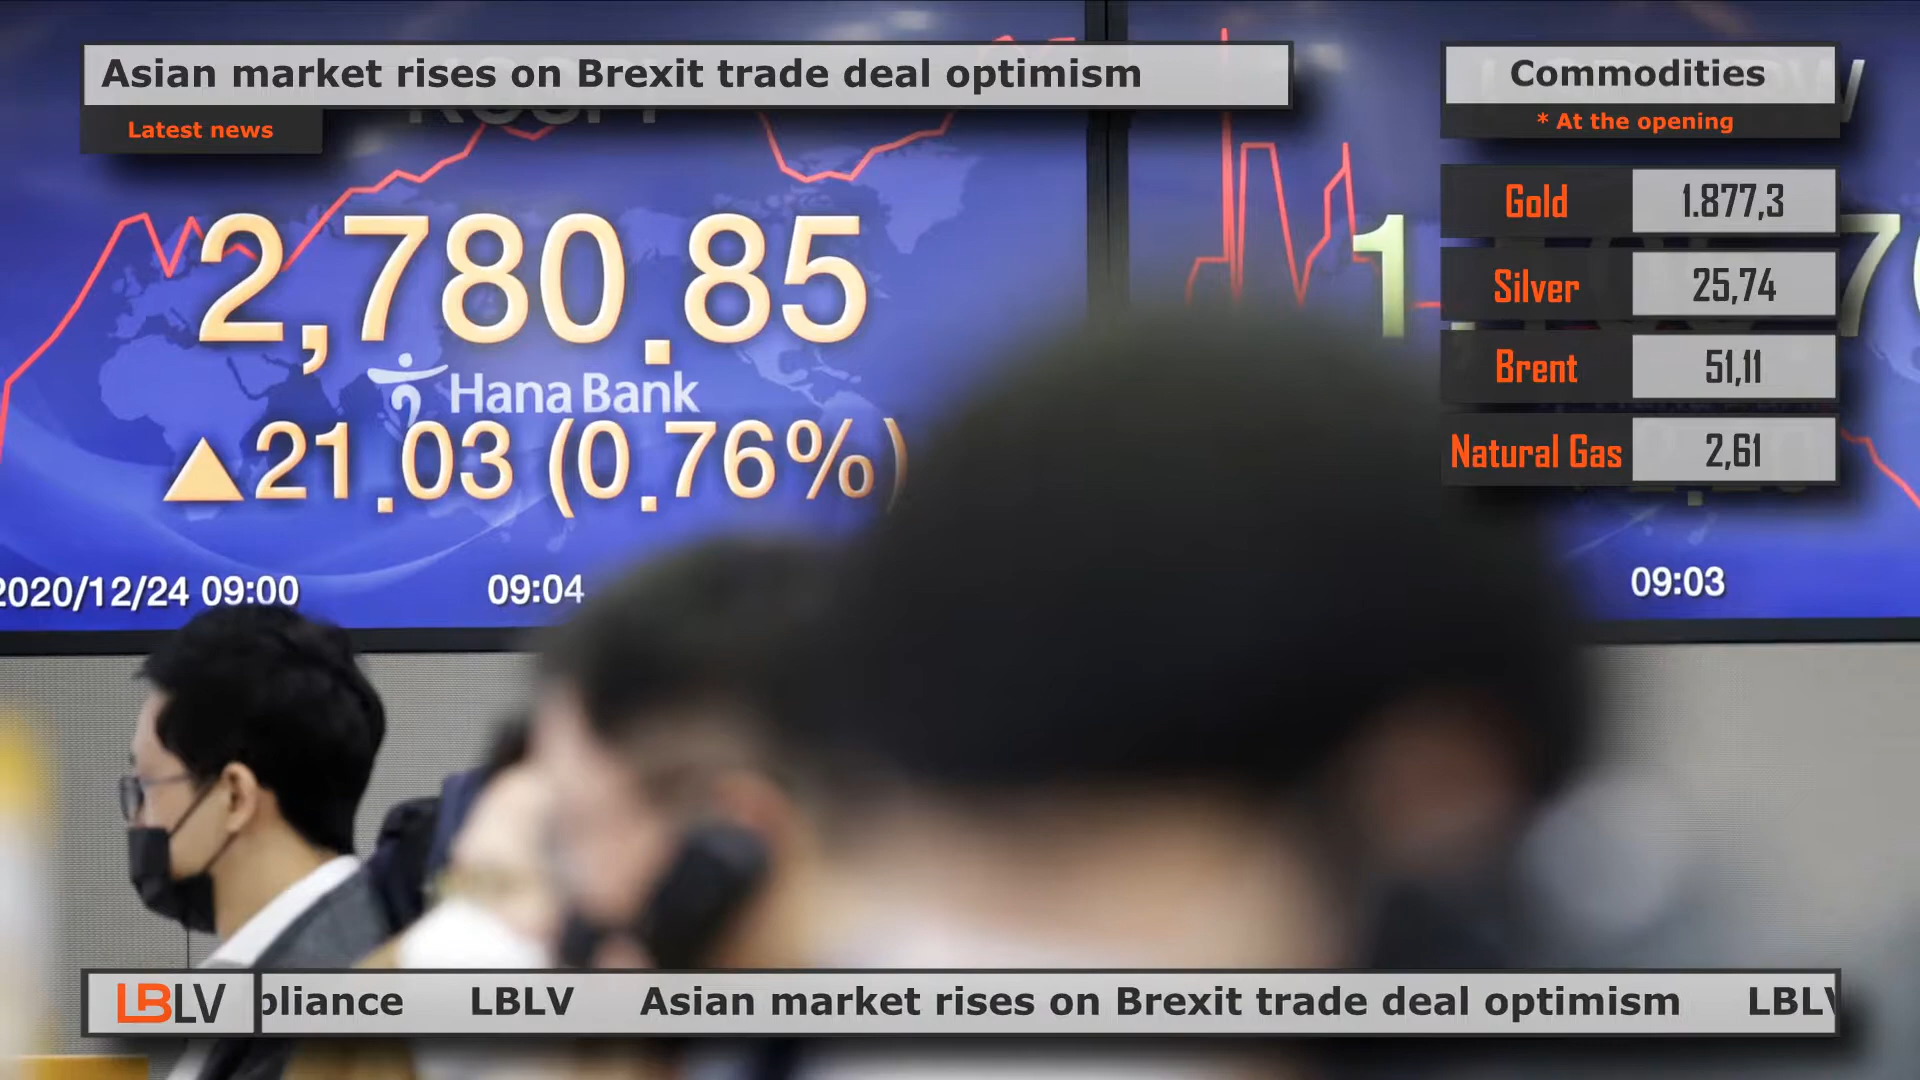 Asian market rises on Brexit trade deal optimism
Latest news
Commodities
* At the opening
Gold 1.877,3
Silver 25,74
Brent 51,11
Natural Gas 2,61
2,780.85
Hana Bank
▲21.03 (0.76%)
2020/12/24 09:00 09:04
09:03
LBLV
pliance LBLV Asian market rises on Brexit trade deal optimism LBLV